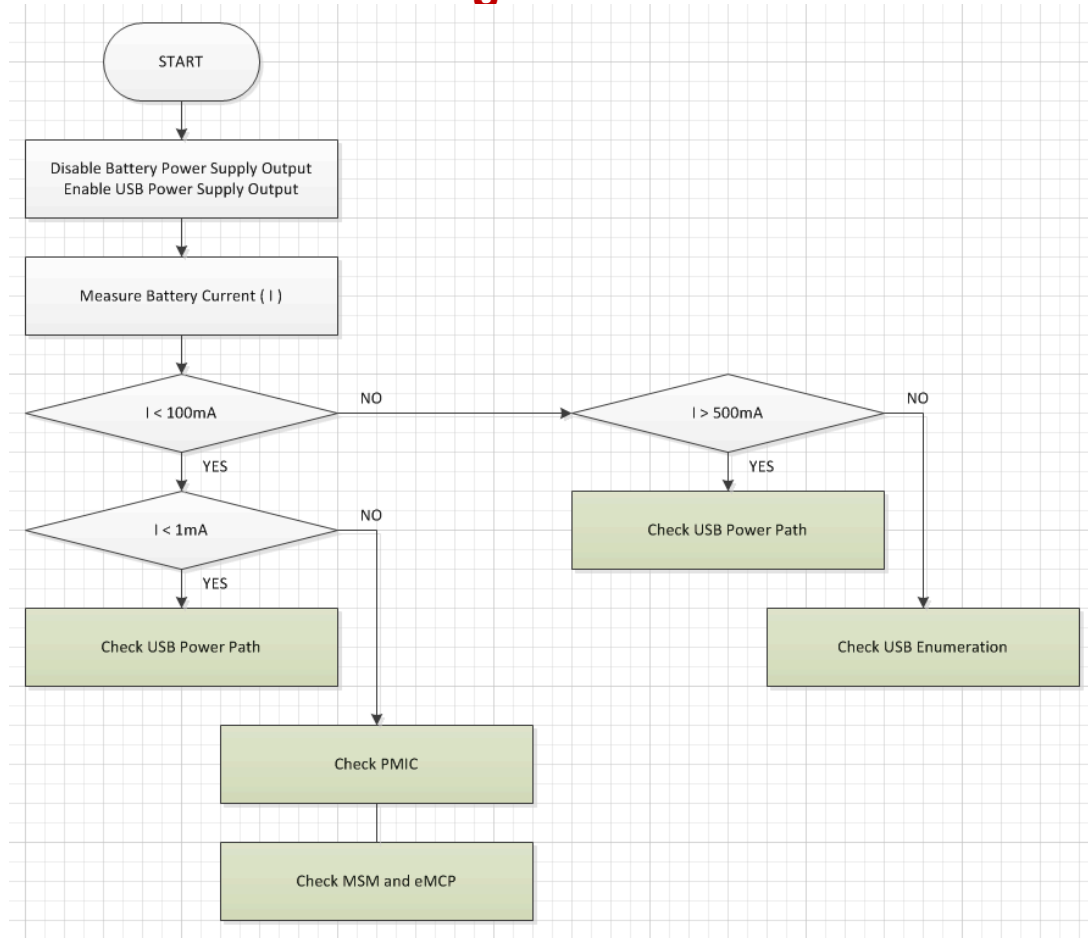 START
Disable Battery Power Supply Output
Enable USB Power Supply Output
Measure Battery Current ( I )
I < 100mA
NO
I > 500mA
NO
YES
YES
I < 1mA
NO
Check USB Power Path
YES
Check USB Power Path
Check USB Enumeration
Check PMIC
Check MSM and eMCP